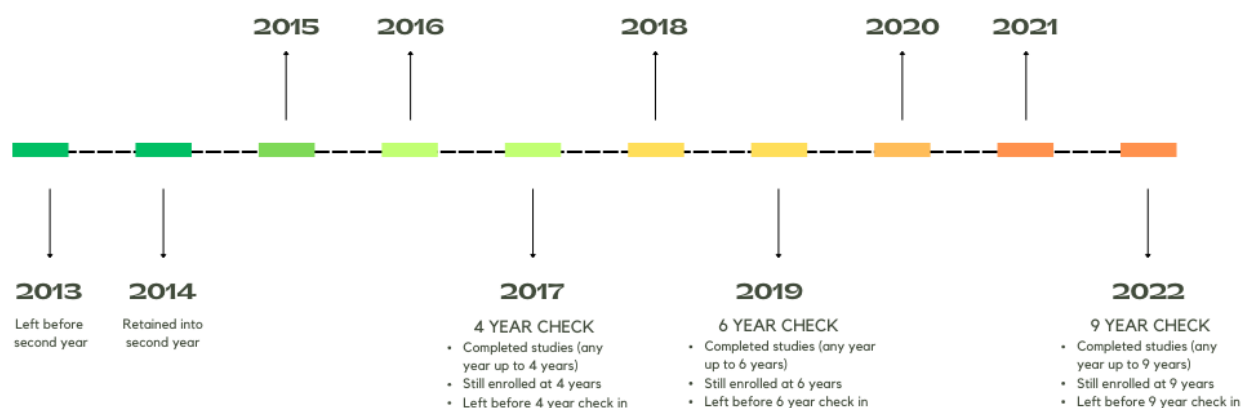 2015
2016
2018
2020
2021
2013
Left before
second year
2014
Retained into
second year
2017
4 YEAR CHECK
• Completed studies (any
year up to 4 years)
• Still enrolled at 4 years
• Left before 4 year check in
2019
6 YEAR CHECK
• Completed studies (any year
up to 6 years)
• Still enrolled at 6 years
• Left before 6 year check in
2022
9 YEAR CHECK
• Completed studies (any
year up to 9 years)
• Still enrolled at 9 years
• Left before 9 year check in